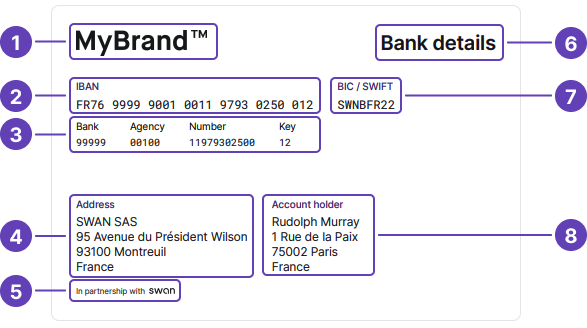 1
MyBrand™
Bank details
6
2
IBAN
FR76 9999 9001 0011 9793 0250 012
BIC / SWIFT
SWNBFR22
7
3
Bank Agency Number Key
99999 00100 11979302500 12
4
Address
SWAN SAS
95 Avenue du Président Wilson
93100 Montreuil
France
Account holder
Rudolph Murray
1 Rue de la Paix
75002 Paris
France
8
5
In partnership with swan